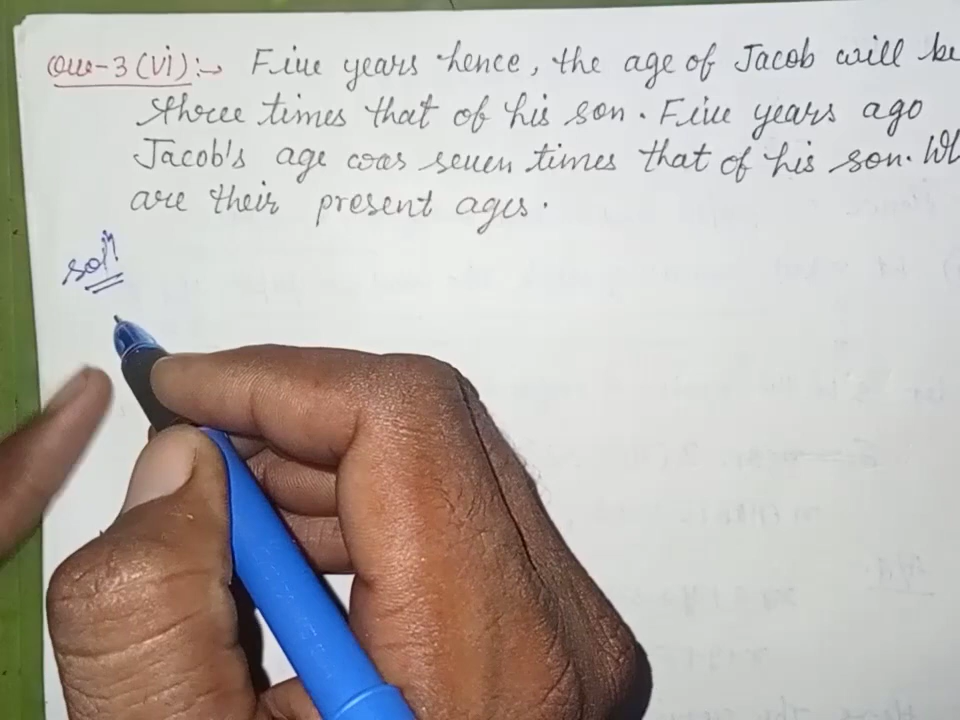 Que-3(vi):→ Five years hence, the age of Jacob will be
three times that of his son. Five years ago
Jacob's age was seven times that of his son.
are their present ages.
Solⁿ